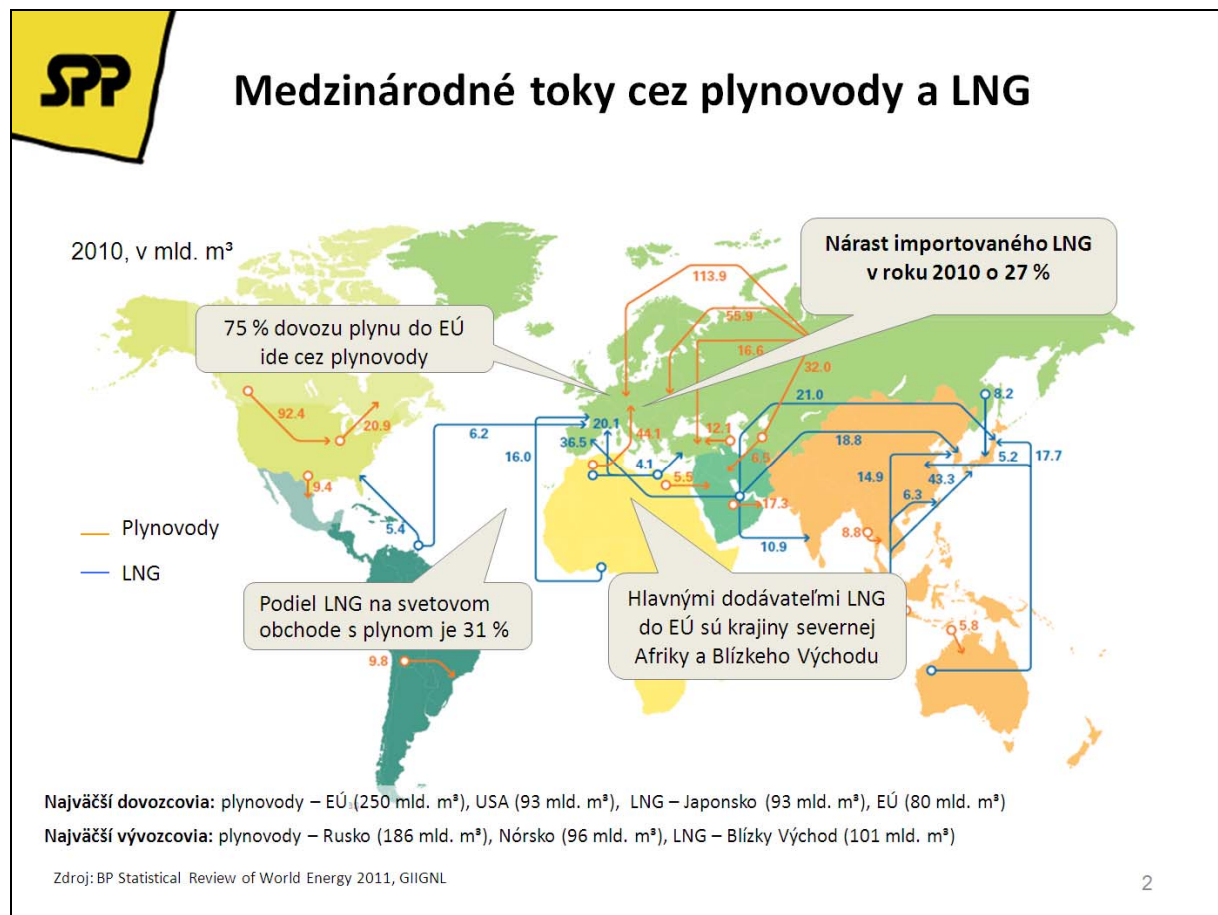 SPP
Medzinárodné toky cez plynovody a LNG
2010, v mld. m³
Nárast importovaného LNG
v roku 2010 o 27 %
75 % dovozu plynu do EÚ
ide cez plynovody
113.9
55.9
16.6
32.0
92.4
20.9
9.4
5.4
6.2
16.0
36.5
20.1
44.1
4.1
5.5
12.1
6.5
17.3
10.9
21.0
18.8
8.2
5.2
17.7
14.9
43.3
6.3
8.8
5.8
9.8
Plynovody
LNG
Podiel LNG na svetovom
obchode s plynom je 31 %
Hlavnými dodávateľmi LNG
do EÚ sú krajiny severnej
Afriky a Blízkeho Východu
Najväčší dovozcovia: plynovody – EÚ (250 mld. m³), USA (93 mld. m³), LNG – Japonsko (93 mld. m³), EÚ (80 mld. m³)
Najväčší vývozcovia: plynovody – Rusko (186 mld. m³), Nórsko (96 mld. m³), LNG – Blízky Východ (101 mld. m³)
Zdroj: BP Statistical Review of World Energy 2011, GIIGNL
2